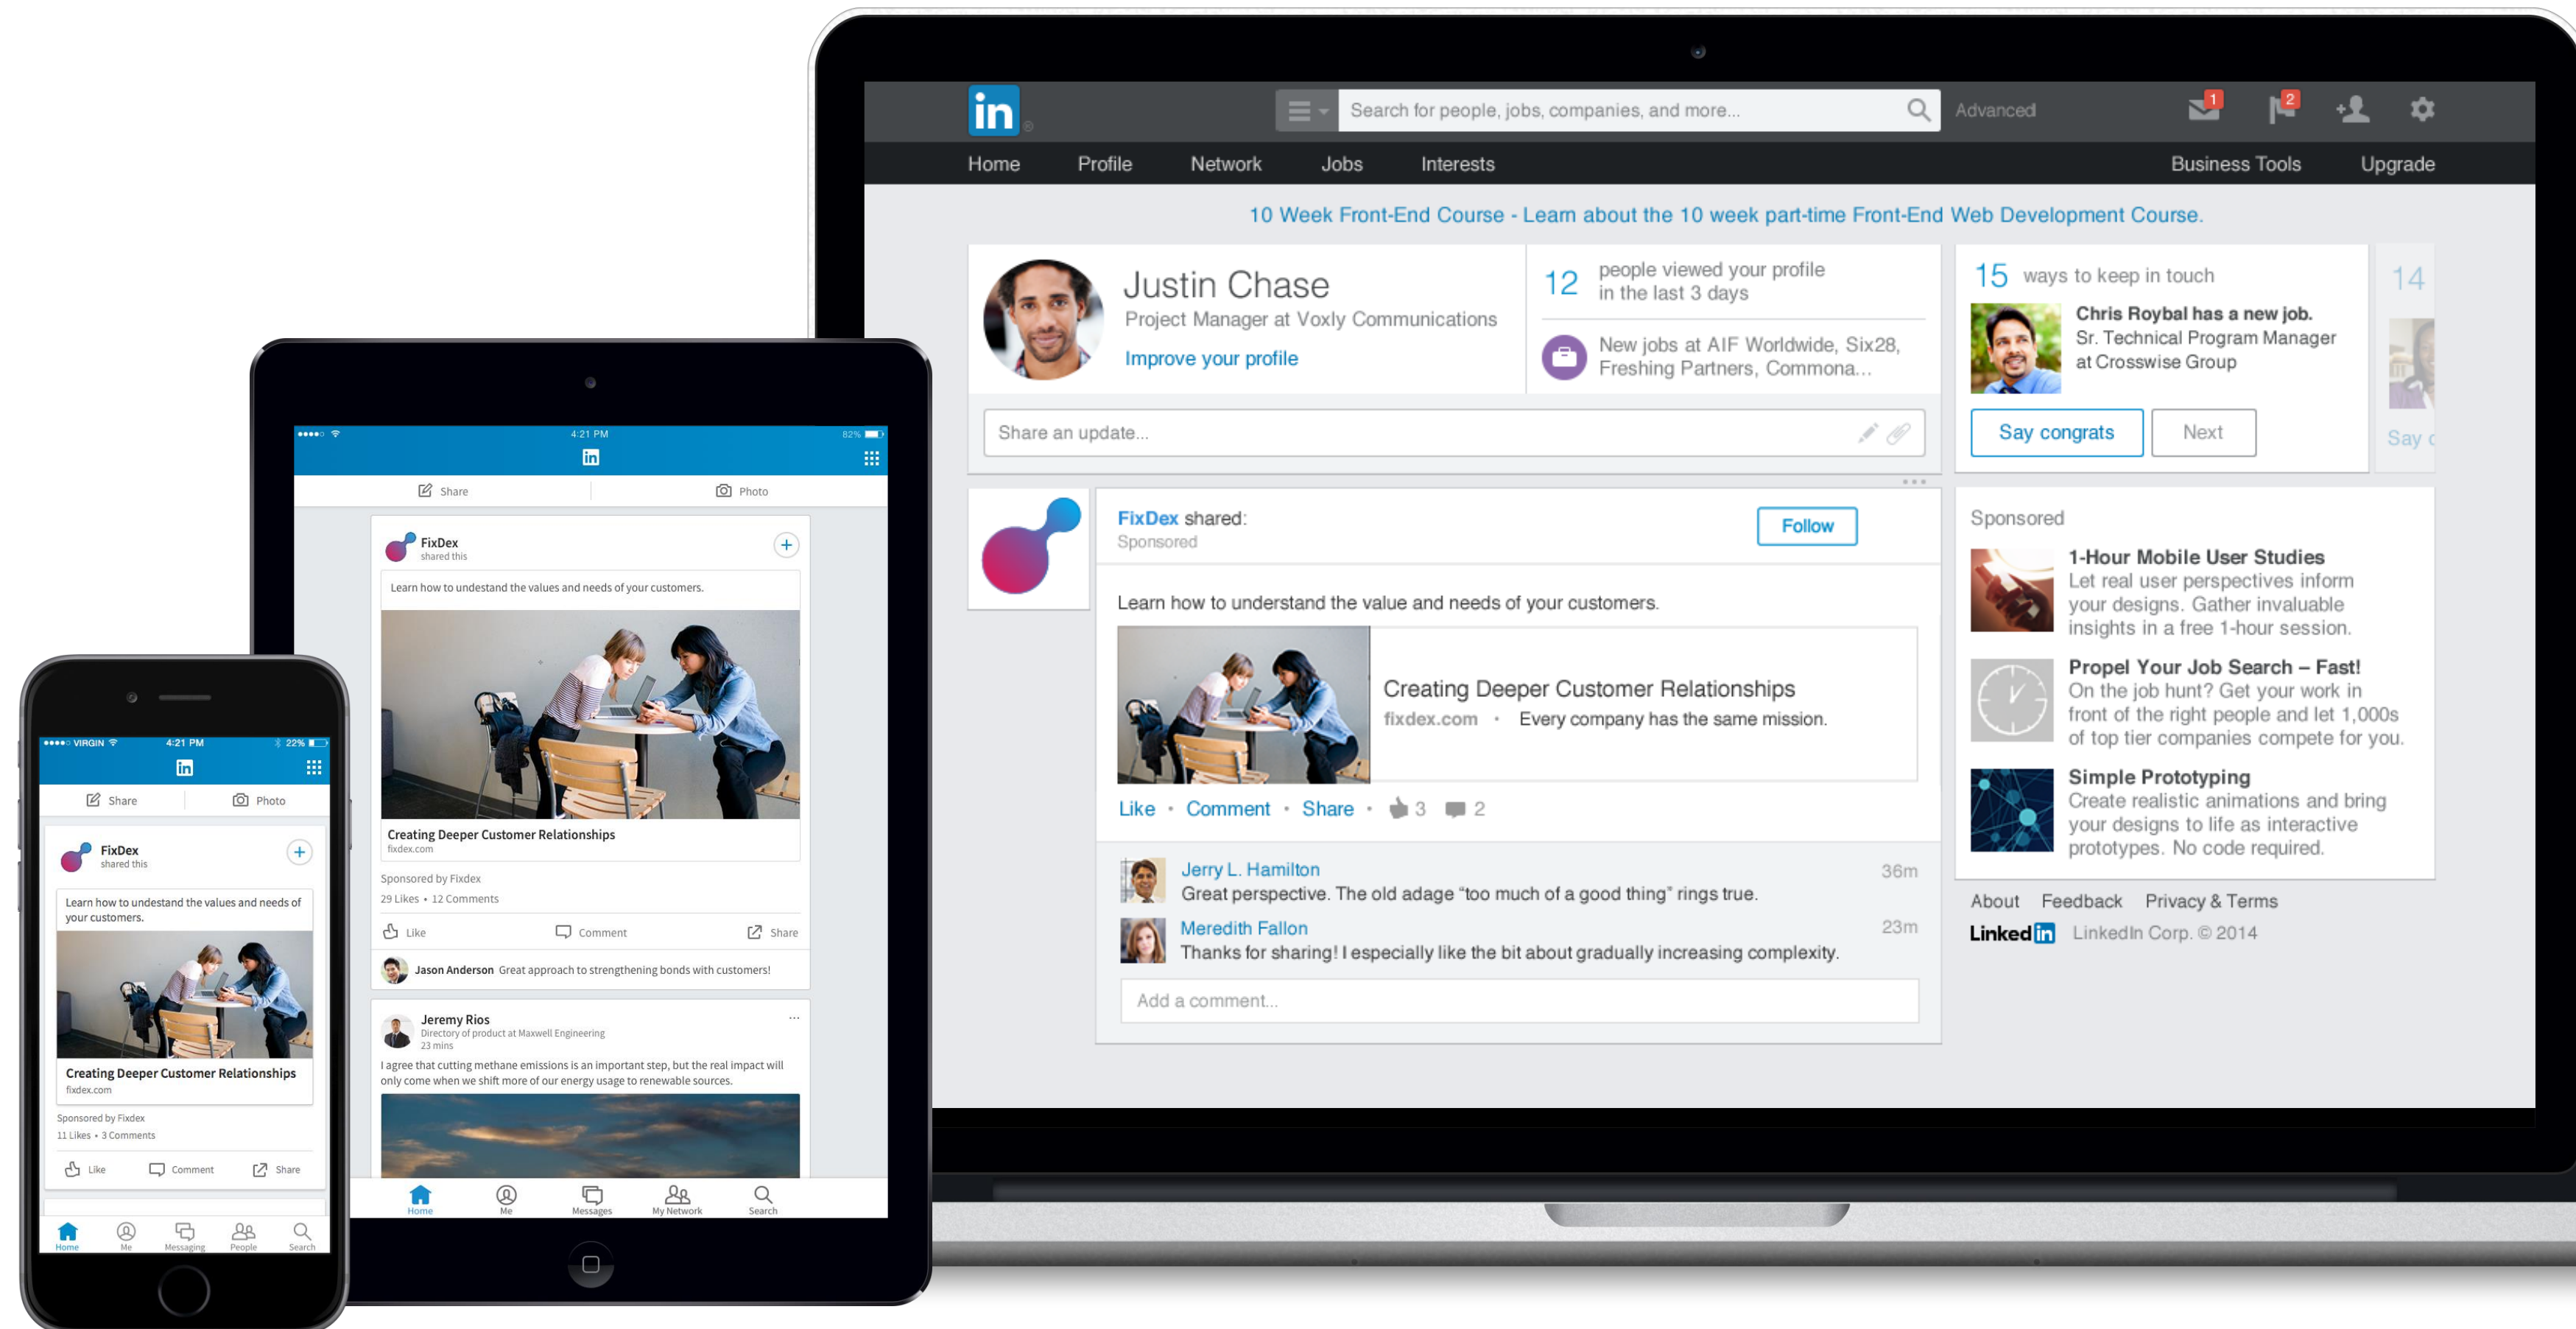 in
Search for people, jobs, companies, and more...
Advanced
1
2
Home Profile Network Jobs Interests Business Tools Upgrade
10 Week Front-End Course - Learn about the 10 week part-time Front-End Web Development Course.
Justin Chase
Project Manager at Voxly Communications
Improve your profile
12 people viewed your profile
in the last 3 days
New jobs at AIF Worldwide, Six28,
Freshing Partners, Commona...
Share an update...
15 ways to keep in touch
Chris Roybal has a new job.
Sr. Technical Program Manager
at Crosswise Group
Say congrats Next
14
Say c
FixDex shared:
Sponsored
Follow
Learn how to understand the value and needs of your customers.
Creating Deeper Customer Relationships
fixdex.com · Every company has the same mission.
Like · Comment · Share · 3 2
Jerry L. Hamilton 36m
Great perspective. The old adage “too much of a good thing” rings true.
Meredith Fallon 23m
Thanks for sharing! I especially like the bit about gradually increasing complexity.
Add a comment...
Sponsored
1-Hour Mobile User Studies
Let real user perspectives inform
your designs. Gather invaluable
insights in a free 1-hour session.
Propel Your Job Search – Fast!
On the job hunt? Get your work in
front of the right people and let 1,000s
of top tier companies compete for you.
Simple Prototyping
Create realistic animations and bring
your designs to life as interactive
prototypes. No code required.
About Feedback Privacy & Terms
Linked in LinkedIn Corp. © 2014
4:21 PM 82%
in
Share Photo
FixDex
shared this
Learn how to undestand the values and needs of your customers.
Creating Deeper Customer Relationships
fixdex.com
Sponsored by Fixdex
29 Likes • 12 Comments
Like Comment Share
Jason Anderson Great approach to strengthening bonds with customers!
Jeremy Rios
Directory of product at Maxwell Engineering
23 mins
I agree that cutting methane emissions is an important step, but the real impact will
only come when we shift more of our energy usage to renewable sources.
Home Me Messages My Network Search
VIRGIN 4:21 PM 22%
in
Share Photo
FixDex
shared this
Learn how to undestand the values and needs of
your customers.
Creating Deeper Customer Relationships
fixdex.com
Sponsored by Fixdex
11 Likes • 3 Comments
Like Comment Share
Home Me Messaging People Search